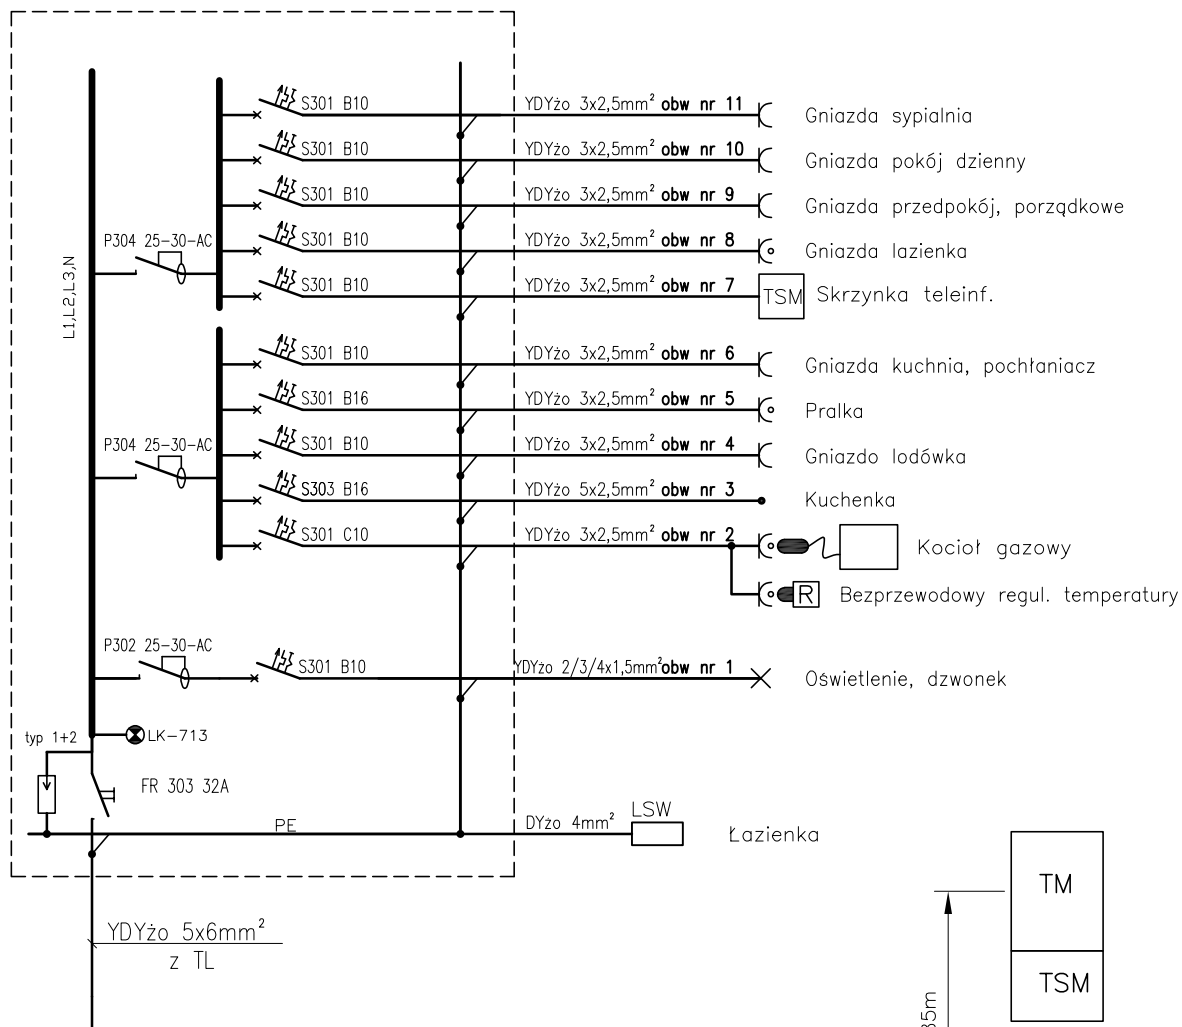 S301 B10 YDYżo 3x2,5mm² obw nr 11 Gniazda sypialnia
S301 B10 YDYżo 3x2,5mm² obw nr 10 Gniazda pokój dzienny
S301 B10 YDYżo 3x2,5mm² obw nr 9 Gniazda przedpokój, porządkowe
P304 25-30-AC S301 B10 YDYżo 3x2,5mm² obw nr 8 Gniazda lazienka
S301 B10 YDYżo 3x2,5mm² obw nr 7 TSM Skrzynka teleinf.
L1,L2,L3,N
S301 B10 YDYżo 3x2,5mm² obw nr 6 Gniazda kuchnia, pochłaniacz
S301 B16 YDYżo 3x2,5mm² obw nr 5 Pralka
P304 25-30-AC S301 B10 YDYżo 3x2,5mm² obw nr 4 Gniazdo lodówka
S303 B16 YDYżo 5x2,5mm² obw nr 3 Kuchenka
S301 C10 YDYżo 3x2,5mm² obw nr 2 Kocioł gazowy
R Bezprzewodowy regul. temperatury
P302 25-30-AC S301 B10 YDYżo 2/3/4x1,5mm² obw nr 1 Oświetlenie, dzwonek
typ 1+2 LK-713
FR 303 32A
PE DYżo 4mm² LSW Łazienka
YDYżo 5x6mm²
z TL
TM
TSM